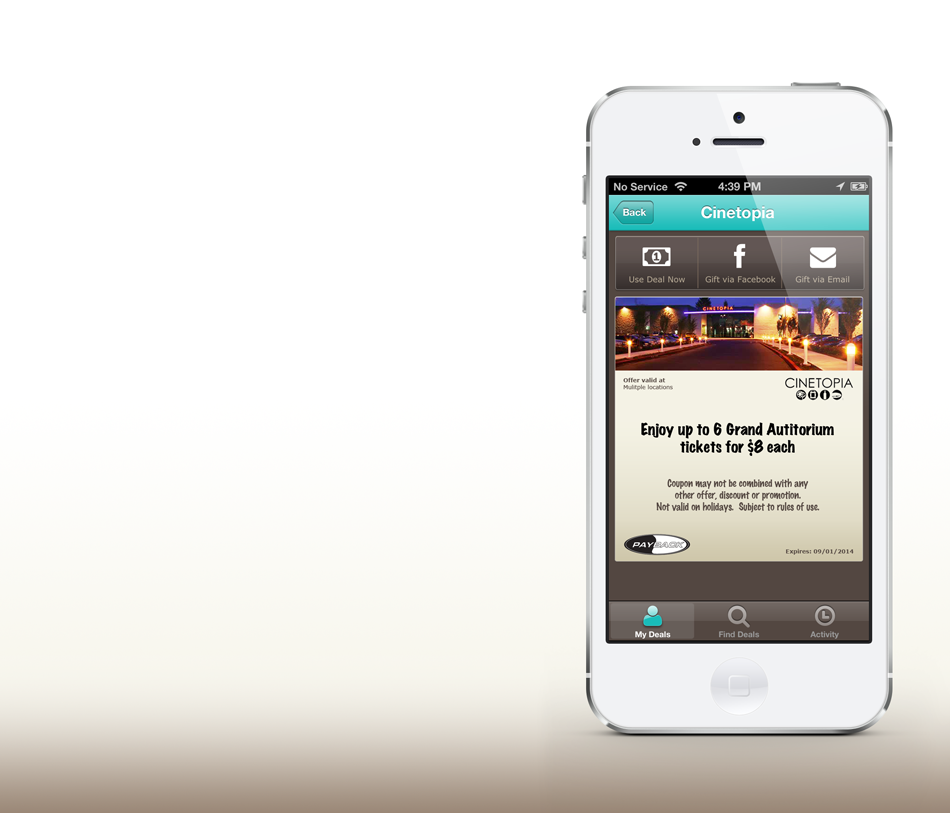 No Service 4:39 PM
Back Cinetopia
Use Deal Now Gift via Facebook Gift via Email
CINETOPIA
Offer valid at
Mulitple locations
CINETOPIA
Enjoy up to 6 Grand Autitorium
tickets for $8 each
Coupon may not be combined with any
other offer, discount or promotion.
Not valid on holidays. Subject to rules of use.
PAYBACK
Expires: 09/01/2014
My Deals Find Deals Activity